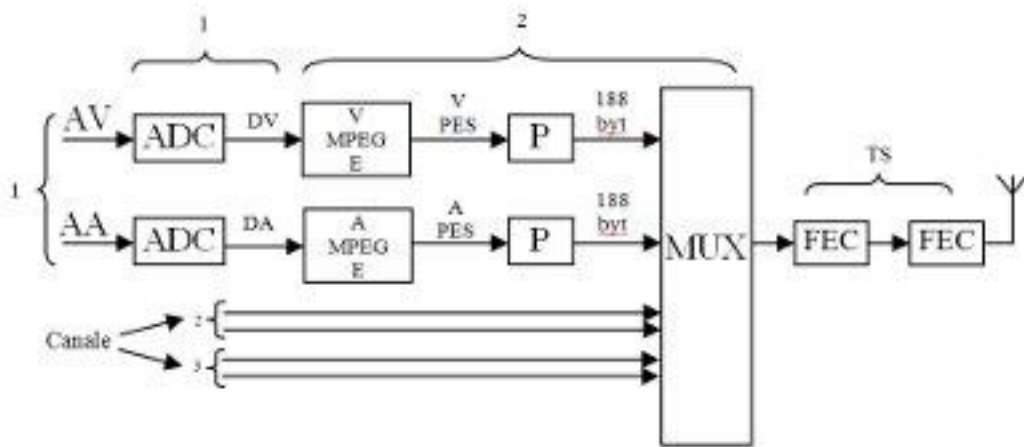 1
2
1
AV
ADC
DV
V
MPEG
E
V
PES
P
188
byt
AA
ADC
DA
A
MPEG
E
A
PES
P
188
byt
MUX
TS
FEC
FEC
Canale
2
3